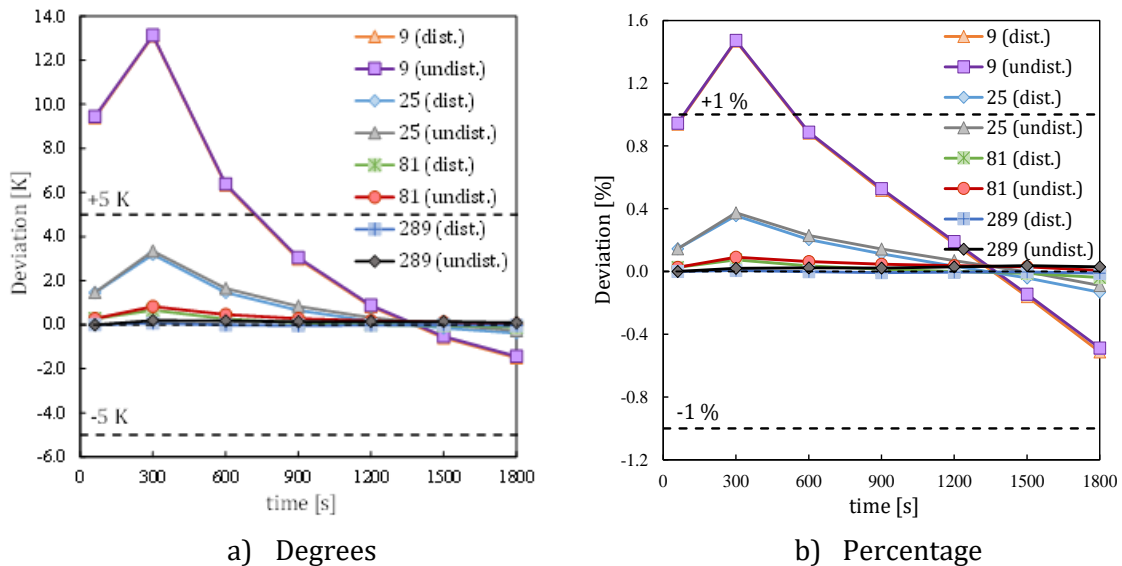 14.0
12.0
10.0
8.0
6.0
4.0
2.0
0.0
-2.0
-4.0
-6.0
Deviation [K]
+5 K
-5 K
9 (dist.)
9 (undist.)
25 (dist.)
25 (undist.)
81 (dist.)
81 (undist.)
289 (dist.)
289 (undist.)
0 300 600 900 1200 1500 1800
time [s]
a) Degrees
1.6
1.2
0.8
0.4
0.0
-0.4
-0.8
-1.2
Deviation [%]
+1 %
-1 %
9 (dist.)
9 (undist.)
25 (dist.)
25 (undist.)
81 (dist.)
81 (undist.)
289 (dist.)
289 (undist.)
0 300 600 900 1200 1500 1800
time [s]
b) Percentage